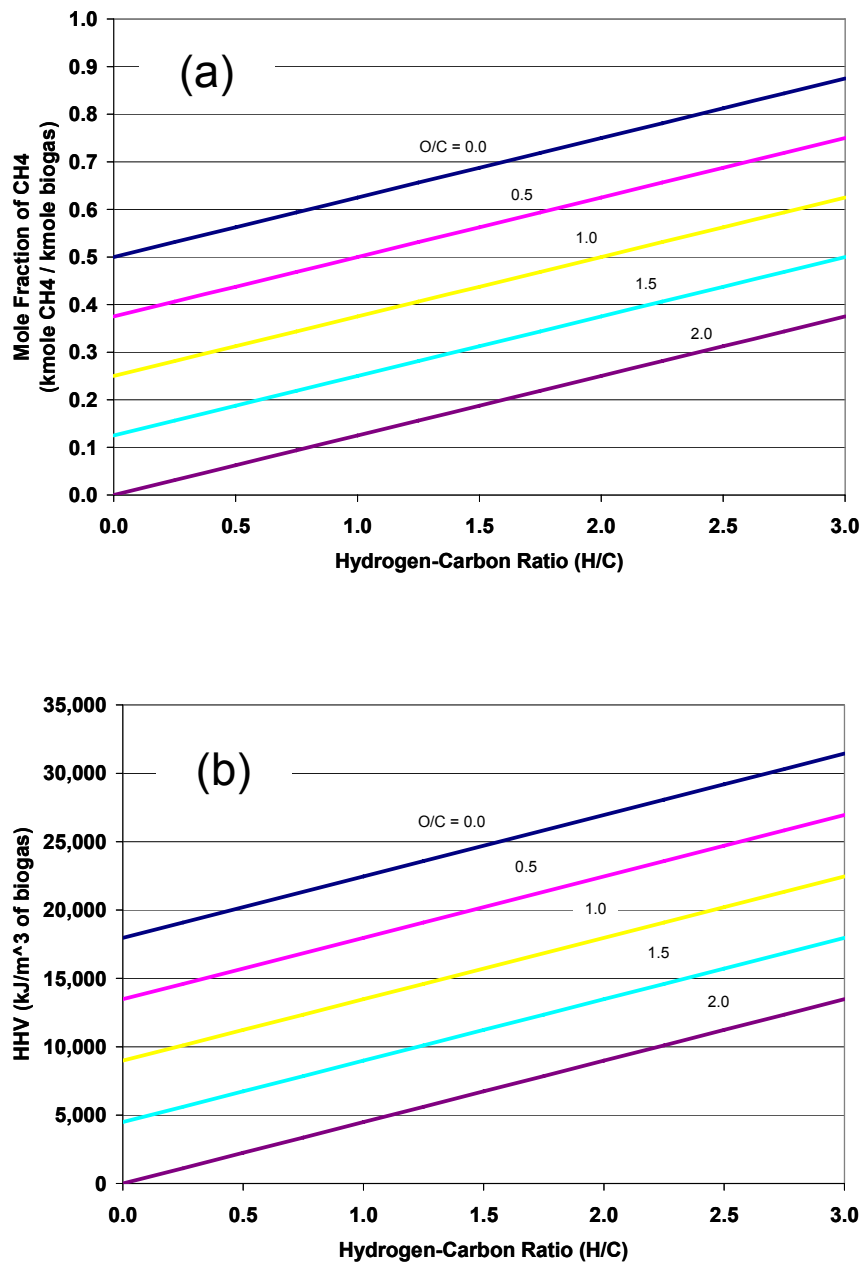 1.0
(a)
0.9
0.8
O/C = 0.0
0.7
0.5
0.6
1.0
0.5
1.5
0.4
2.0
0.3
0.2
0.1
0.0
Mole Fraction of CH4
(kmole CH4 / kmole biogas)
0.0 0.5 1.0 1.5 2.0 2.5 3.0
Hydrogen-Carbon Ratio (H/C)
35,000
(b)
30,000
O/C = 0.0
25,000
0.5
20,000
1.0
15,000
1.5
2.0
10,000
5,000
0
HHV (kJ/m^3 of biogas)
0.0 0.5 1.0 1.5 2.0 2.5 3.0
Hydrogen-Carbon Ratio (H/C)